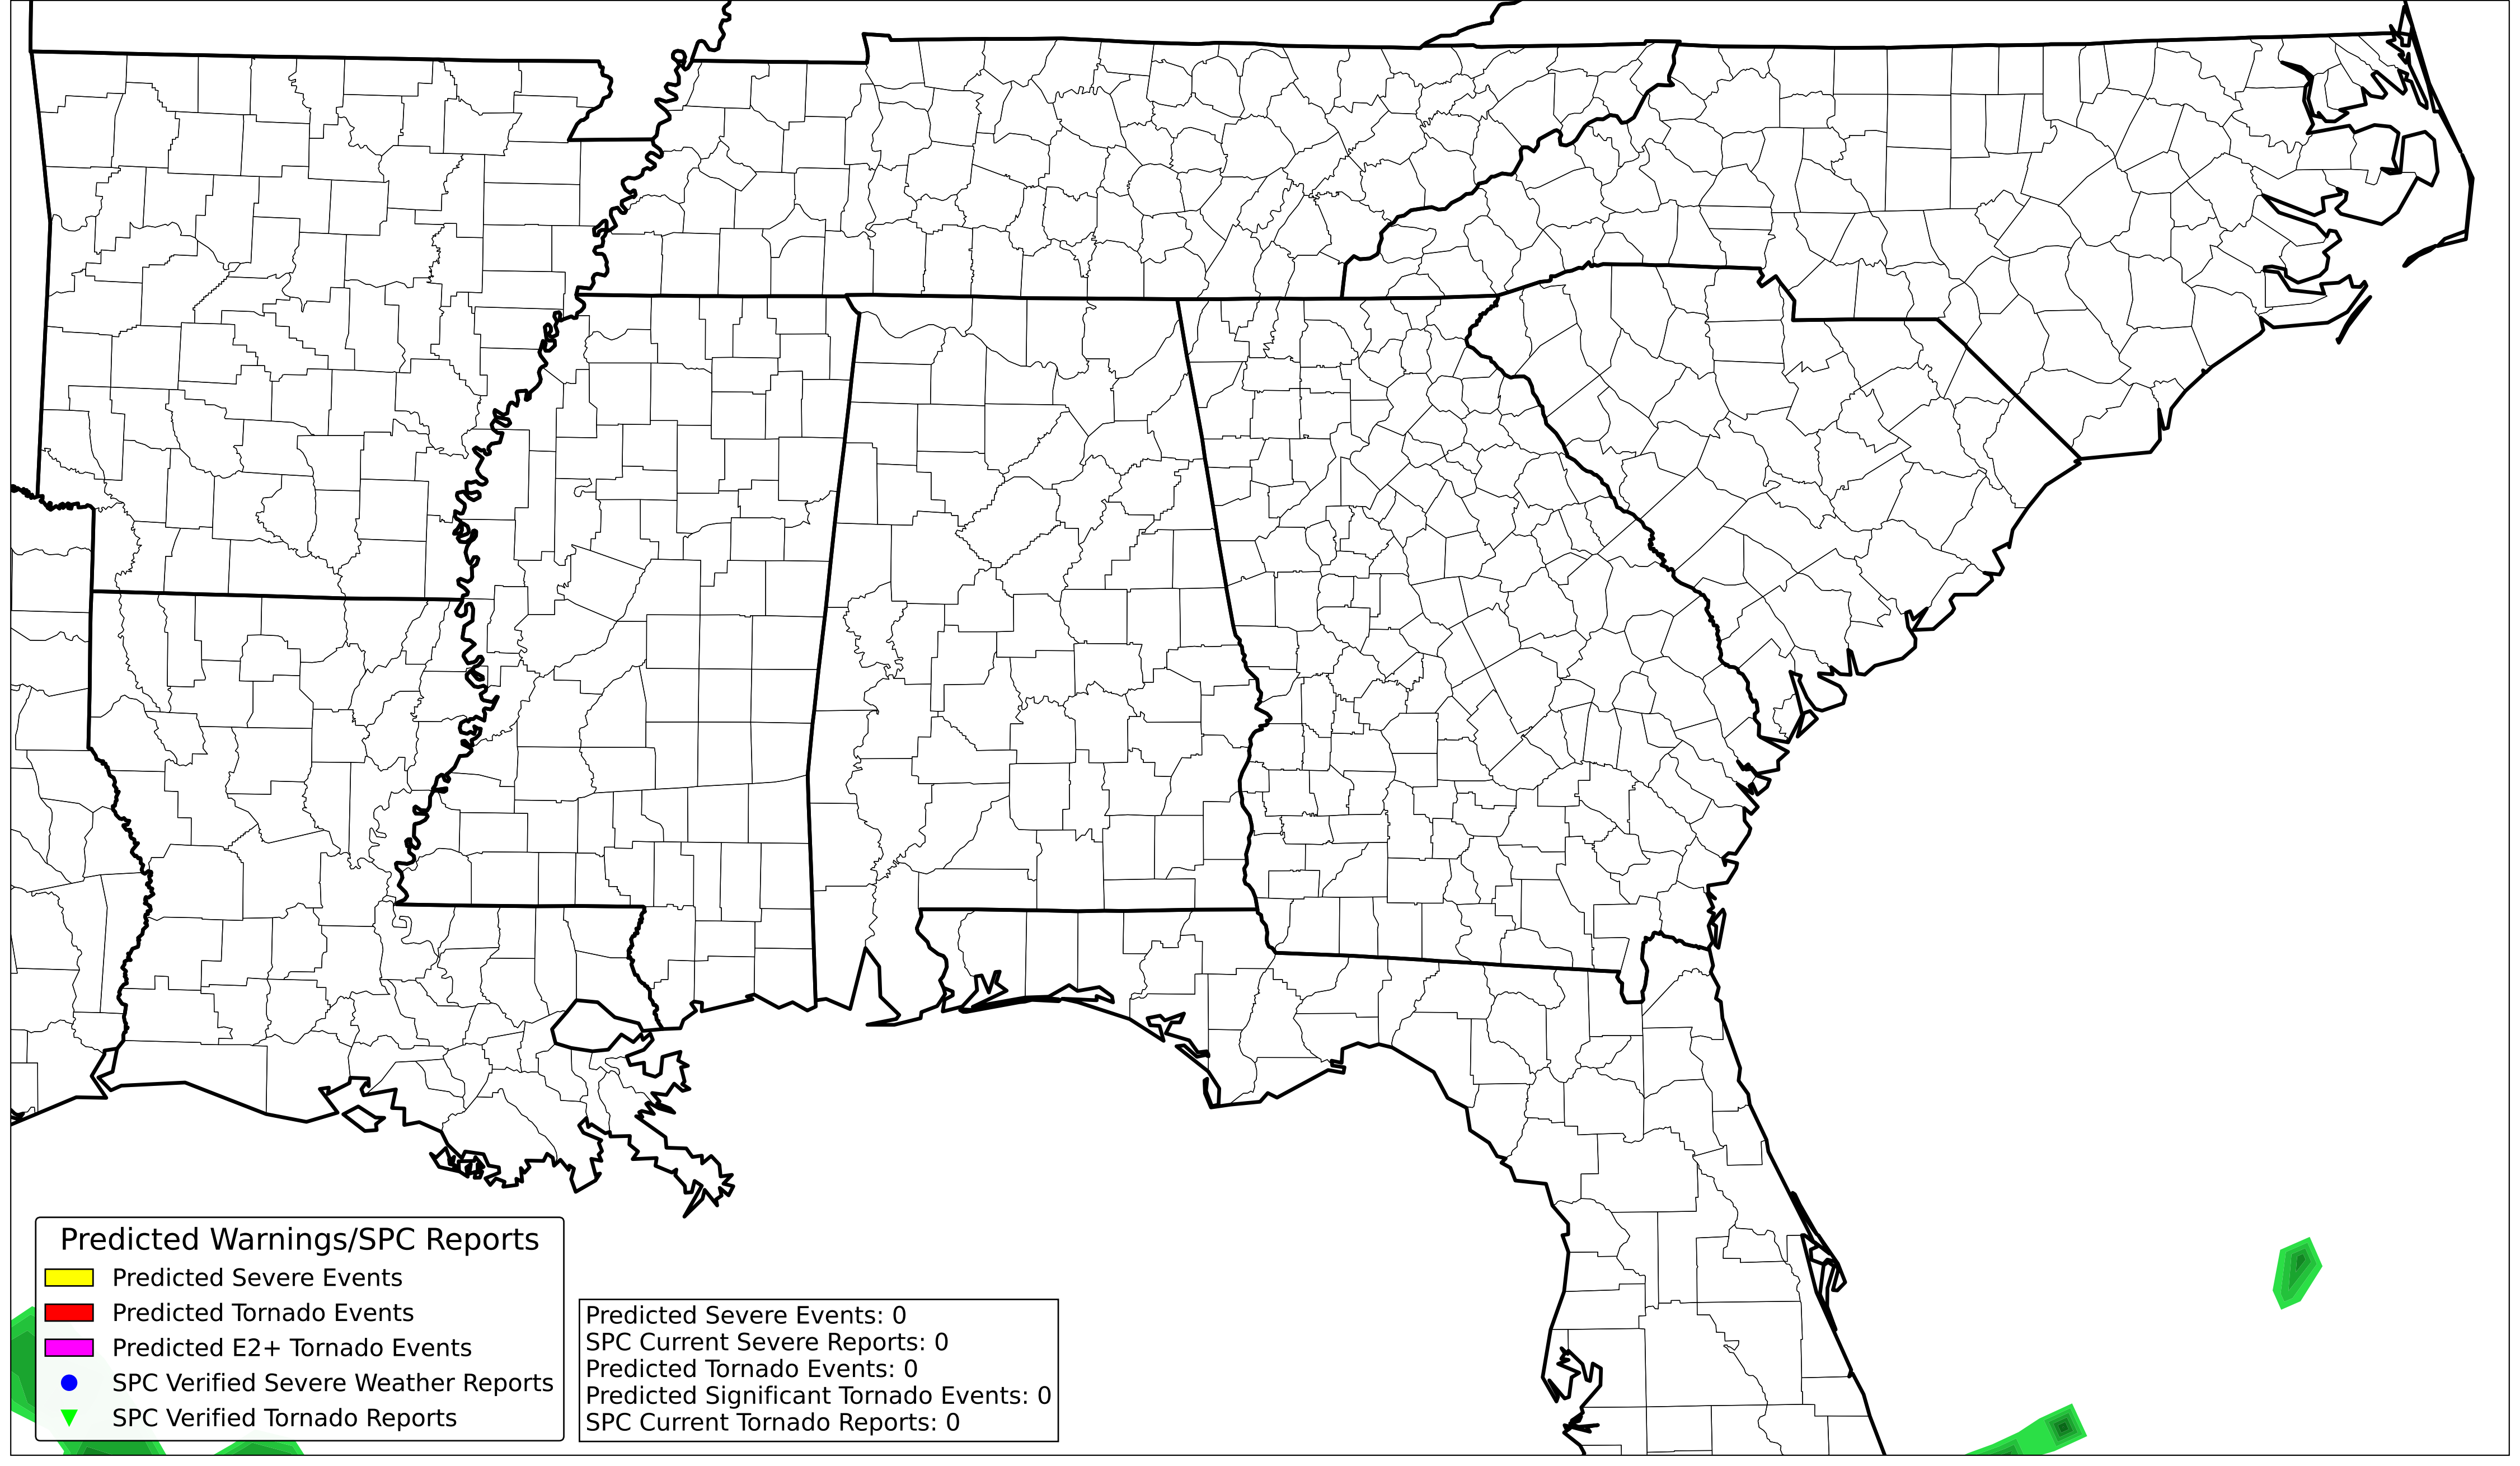 Predicted Warnings/SPC Reports
Predicted Severe Events
Predicted Tornado Events
Predicted E2+ Tornado Events
SPC Verified Severe Weather Reports
SPC Verified Tornado Reports
Predicted Severe Events: 0
SPC Current Severe Reports: 0
Predicted Tornado Events: 0
Predicted Significant Tornado Events: 0
SPC Current Tornado Reports: 0